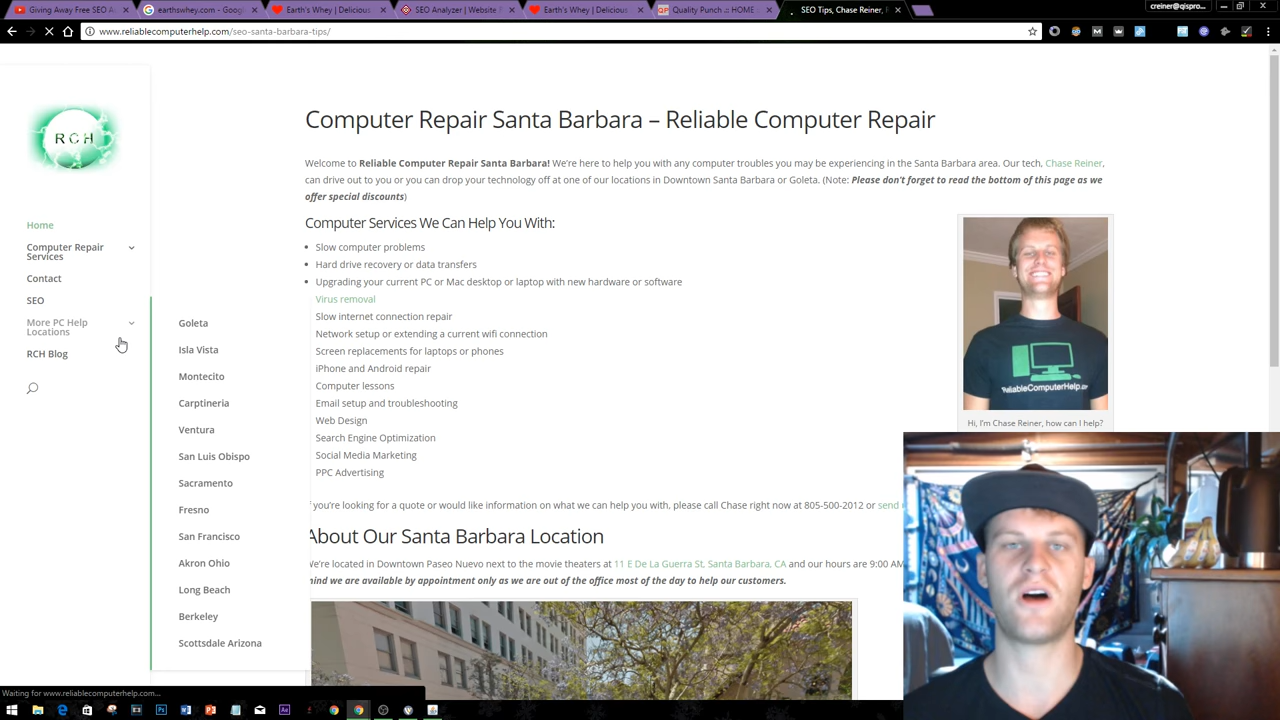 Giving Away Free SEO A
earthswhey.com - Goog
Earth's Whey | Delicious
SEO Analyzer | Website
Earth's Whey | Delicious
Quality Punch .:: HOME
SEO Tips, Chase Reiner,
creiner@qispro...
www.reliablecomputerhelp.com/seo-santa-barbara-tips/
RCH
Home
Computer Repair
Services
Contact
SEO
More PC Help
Locations
RCH Blog
Goleta
Isla Vista
Montecito
Carptineria
Ventura
San Luis Obispo
Sacramento
Fresno
San Francisco
Akron Ohio
Long Beach
Berkeley
Scottsdale Arizona
Computer Repair Santa Barbara – Reliable Computer Repair
Welcome to Reliable Computer Repair Santa Barbara! We're here to help you with any computer troubles you may be experiencing in the Santa Barbara area. Our tech, Chase Reiner,
can drive out to you or you can drop your technology off at one of our locations in Downtown Santa Barbara or Goleta. (Note: Please don't forget to read the bottom of this page as we
offer special discounts)
Computer Services We Can Help You With:
Slow computer problems
Hard drive recovery or data transfers
Upgrading your current PC or Mac desktop or laptop with new hardware or software
Virus removal
Slow internet connection repair
Network setup or extending a current wifi connection
Screen replacements for laptops or phones
iPhone and Android repair
Computer lessons
Email setup and troubleshooting
Web Design
Search Engine Optimization
Social Media Marketing
PPC Advertising
ReliableComputerHelp.com
Hi, I'm Chase Reiner, how can I help?
f you're looking for a quote or would like information on what we can help you with, please call Chase right now at 805-500-2012 or send
About Our Santa Barbara Location
We're located in Downtown Paseo Nuevo next to the movie theaters at 11 E De La Guerra St, Santa Barbara, CA and our hours are 9:00 AM
mind we are available by appointment only as we are out of the office most of the day to help our customers.
Waiting for www.reliablecomputerhelp.com...